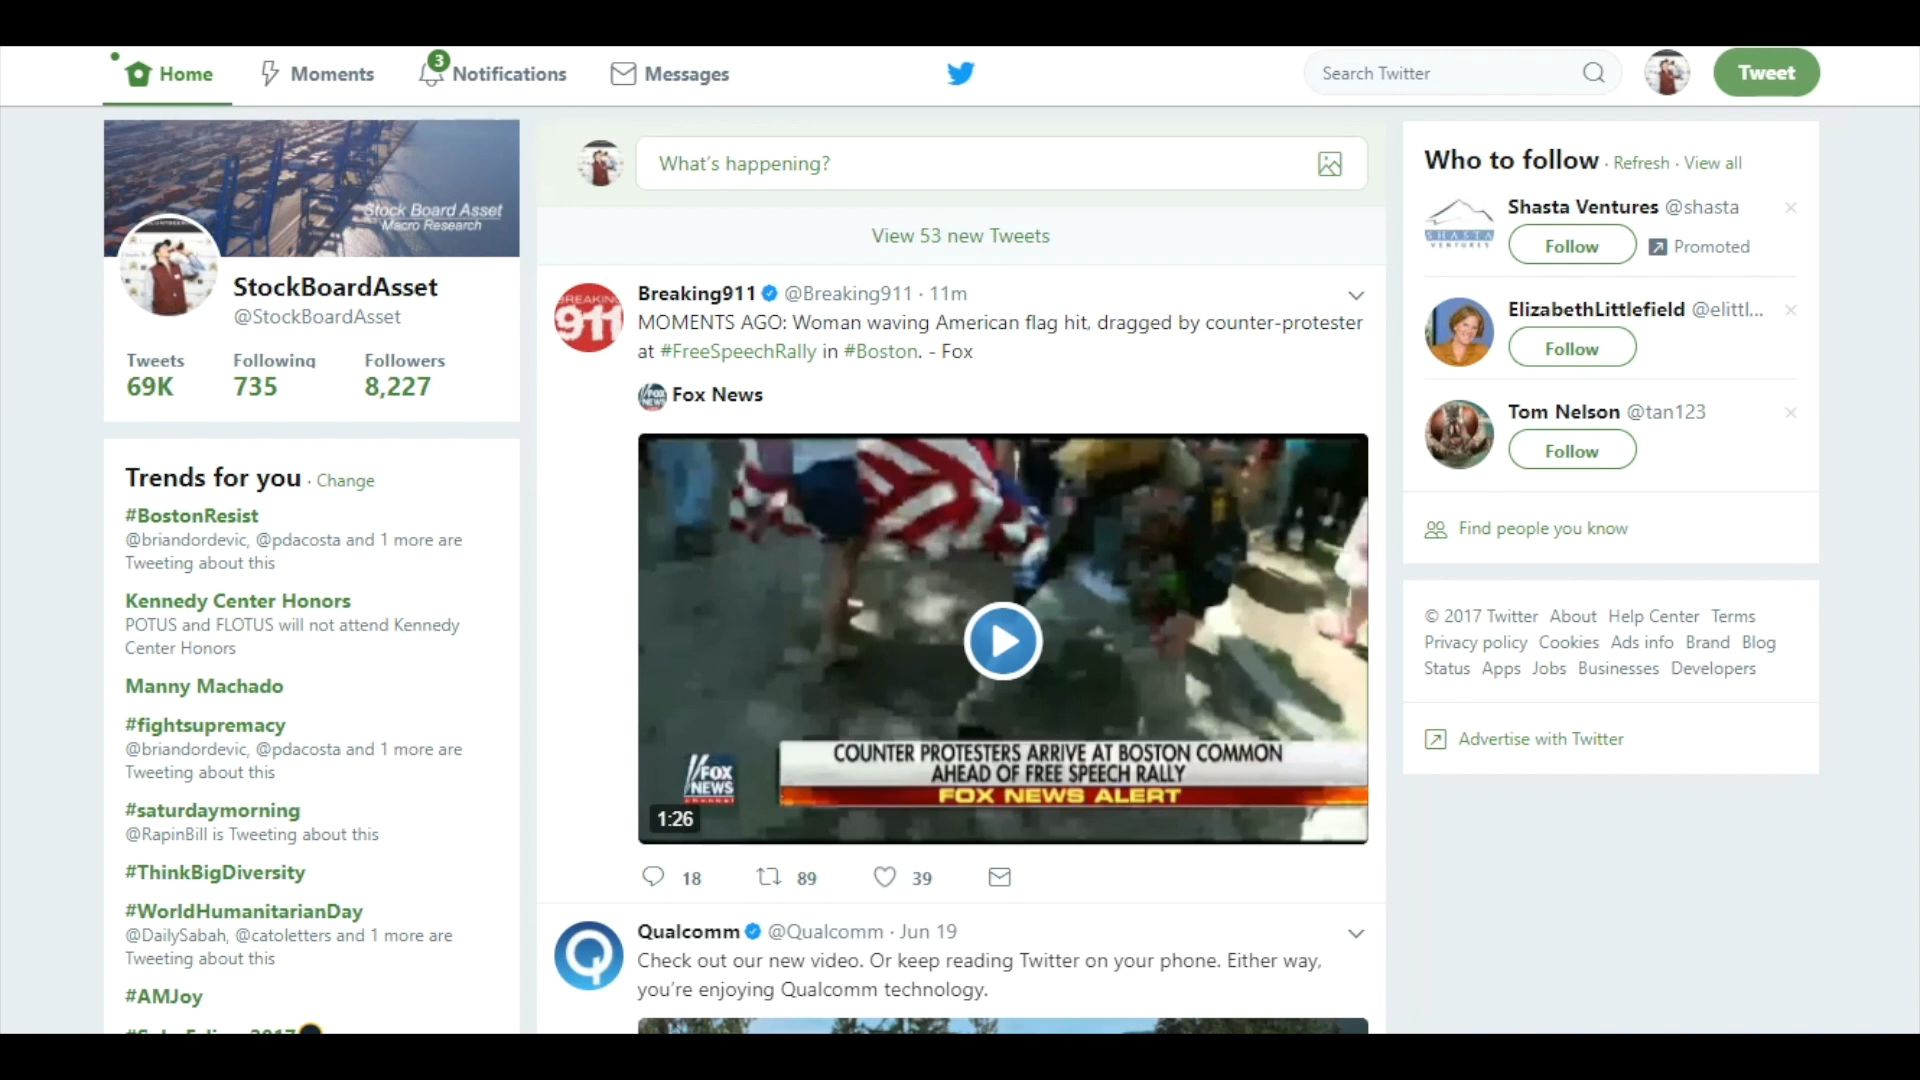 Home
Moments
3
Notifications
Messages
Search Twitter
Tweet
Stock Board Asset
Macro Research
StockBoardAsset
@StockBoardAsset
Tweets Following Followers
69K 735 8,227
Trends for you · Change
#BostonResist
@briandordevic, @pdacosta and 1 more are
Tweeting about this
Kennedy Center Honors
POTUS and FLOTUS will not attend Kennedy
Center Honors
Manny Machado
#fightsupremacy
@briandordevic, @pdacosta and 1 more are
Tweeting about this
#saturdaymorning
@RapinBill is Tweeting about this
#ThinkBigDiversity
#WorldHumanitarianDay
@DailySabah, @catoletters and 1 more are
Tweeting about this
#AMJoy
What's happening?
View 53 new Tweets
BREAKING
911
Breaking911 @Breaking911 · 11m
MOMENTS AGO: Woman waving American flag hit, dragged by counter-protester
at #FreeSpeechRally in #Boston. - Fox
Fox News
COUNTER PROTESTERS ARRIVE AT BOSTON COMMON
AHEAD OF FREE SPEECH RALLY
FOX NEWS ALERT
FOX
NEWS
channel
1:26
18 89 39
Qualcomm @Qualcomm · Jun 19
Check out our new video. Or keep reading Twitter on your phone. Either way,
you're enjoying Qualcomm technology.
Who to follow · Refresh · View all
SHASTA
VENTURES
Shasta Ventures @shasta
Follow
Promoted
ElizabethLittlefield @elittl...
Follow
Tom Nelson @tan123
Follow
Find people you know
© 2017 Twitter About Help Center Terms
Privacy policy Cookies Ads info Brand Blog
Status Apps Jobs Businesses Developers
Advertise with Twitter